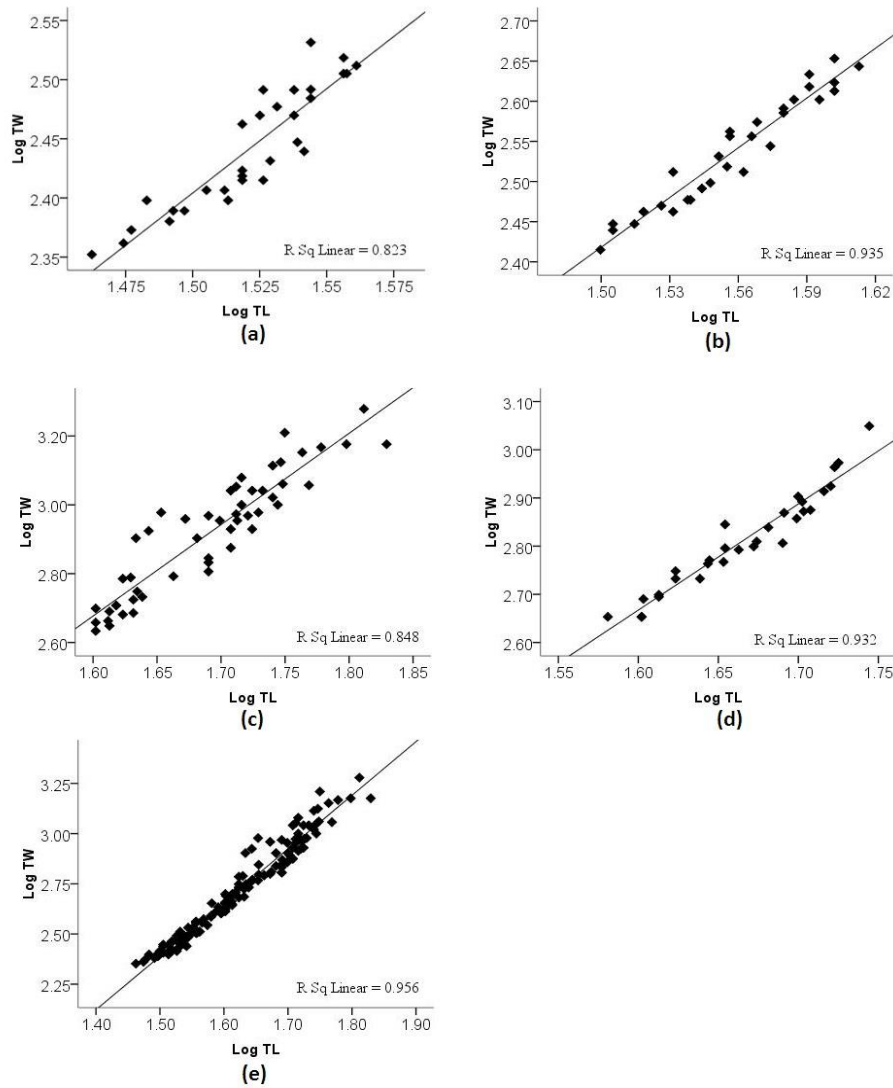 2.55
2.50
2.45
2.40
2.35
Log TW
R Sq Linear = 0.823
1.475 1.50 1.525 1.55 1.575
Log TL
(a)
2.70
2.65
2.60
2.55
2.50
2.45
2.40
Log TW
R Sq Linear = 0.935
1.50 1.53 1.56 1.59 1.62
Log TL
(b)
3.20
3.00
2.80
2.60
Log TW
R Sq Linear = 0.848
1.60 1.65 1.70 1.75 1.80 1.85
Log TL
(c)
3.10
3.00
2.90
2.80
2.70
2.60
Log TW
R Sq Linear = 0.932
1.55 1.60 1.65 1.70 1.75
Log TL
(d)
3.25
3.00
2.75
2.50
2.25
Log TW
R Sq Linear = 0.956
1.40 1.50 1.60 1.70 1.80 1.90
Log TL
(e)